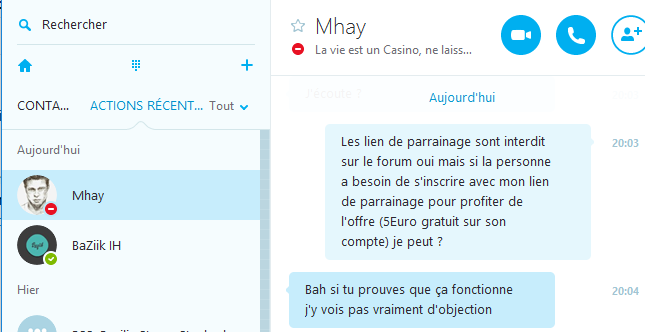 Rechercher
CONTA...
ACTIONS RÉCENT...
Tout
Aujourd'hui
Mhay
BaZiik IH
Hier
Mhay
La vie est un Casino, ne laiss...
J'écoute ?
Aujourd'hui
Les lien de parrainage sont interdit
sur le forum oui mais si la personne
a besoin de s'inscrire avec mon lien
de parrainage pour profiter de
l'offre (5Euro gratuit sur son
compte) je peut ?
20:03
Bah si tu prouves que ça fonctionne
j'y vois pas vraiment d'objection
20:04